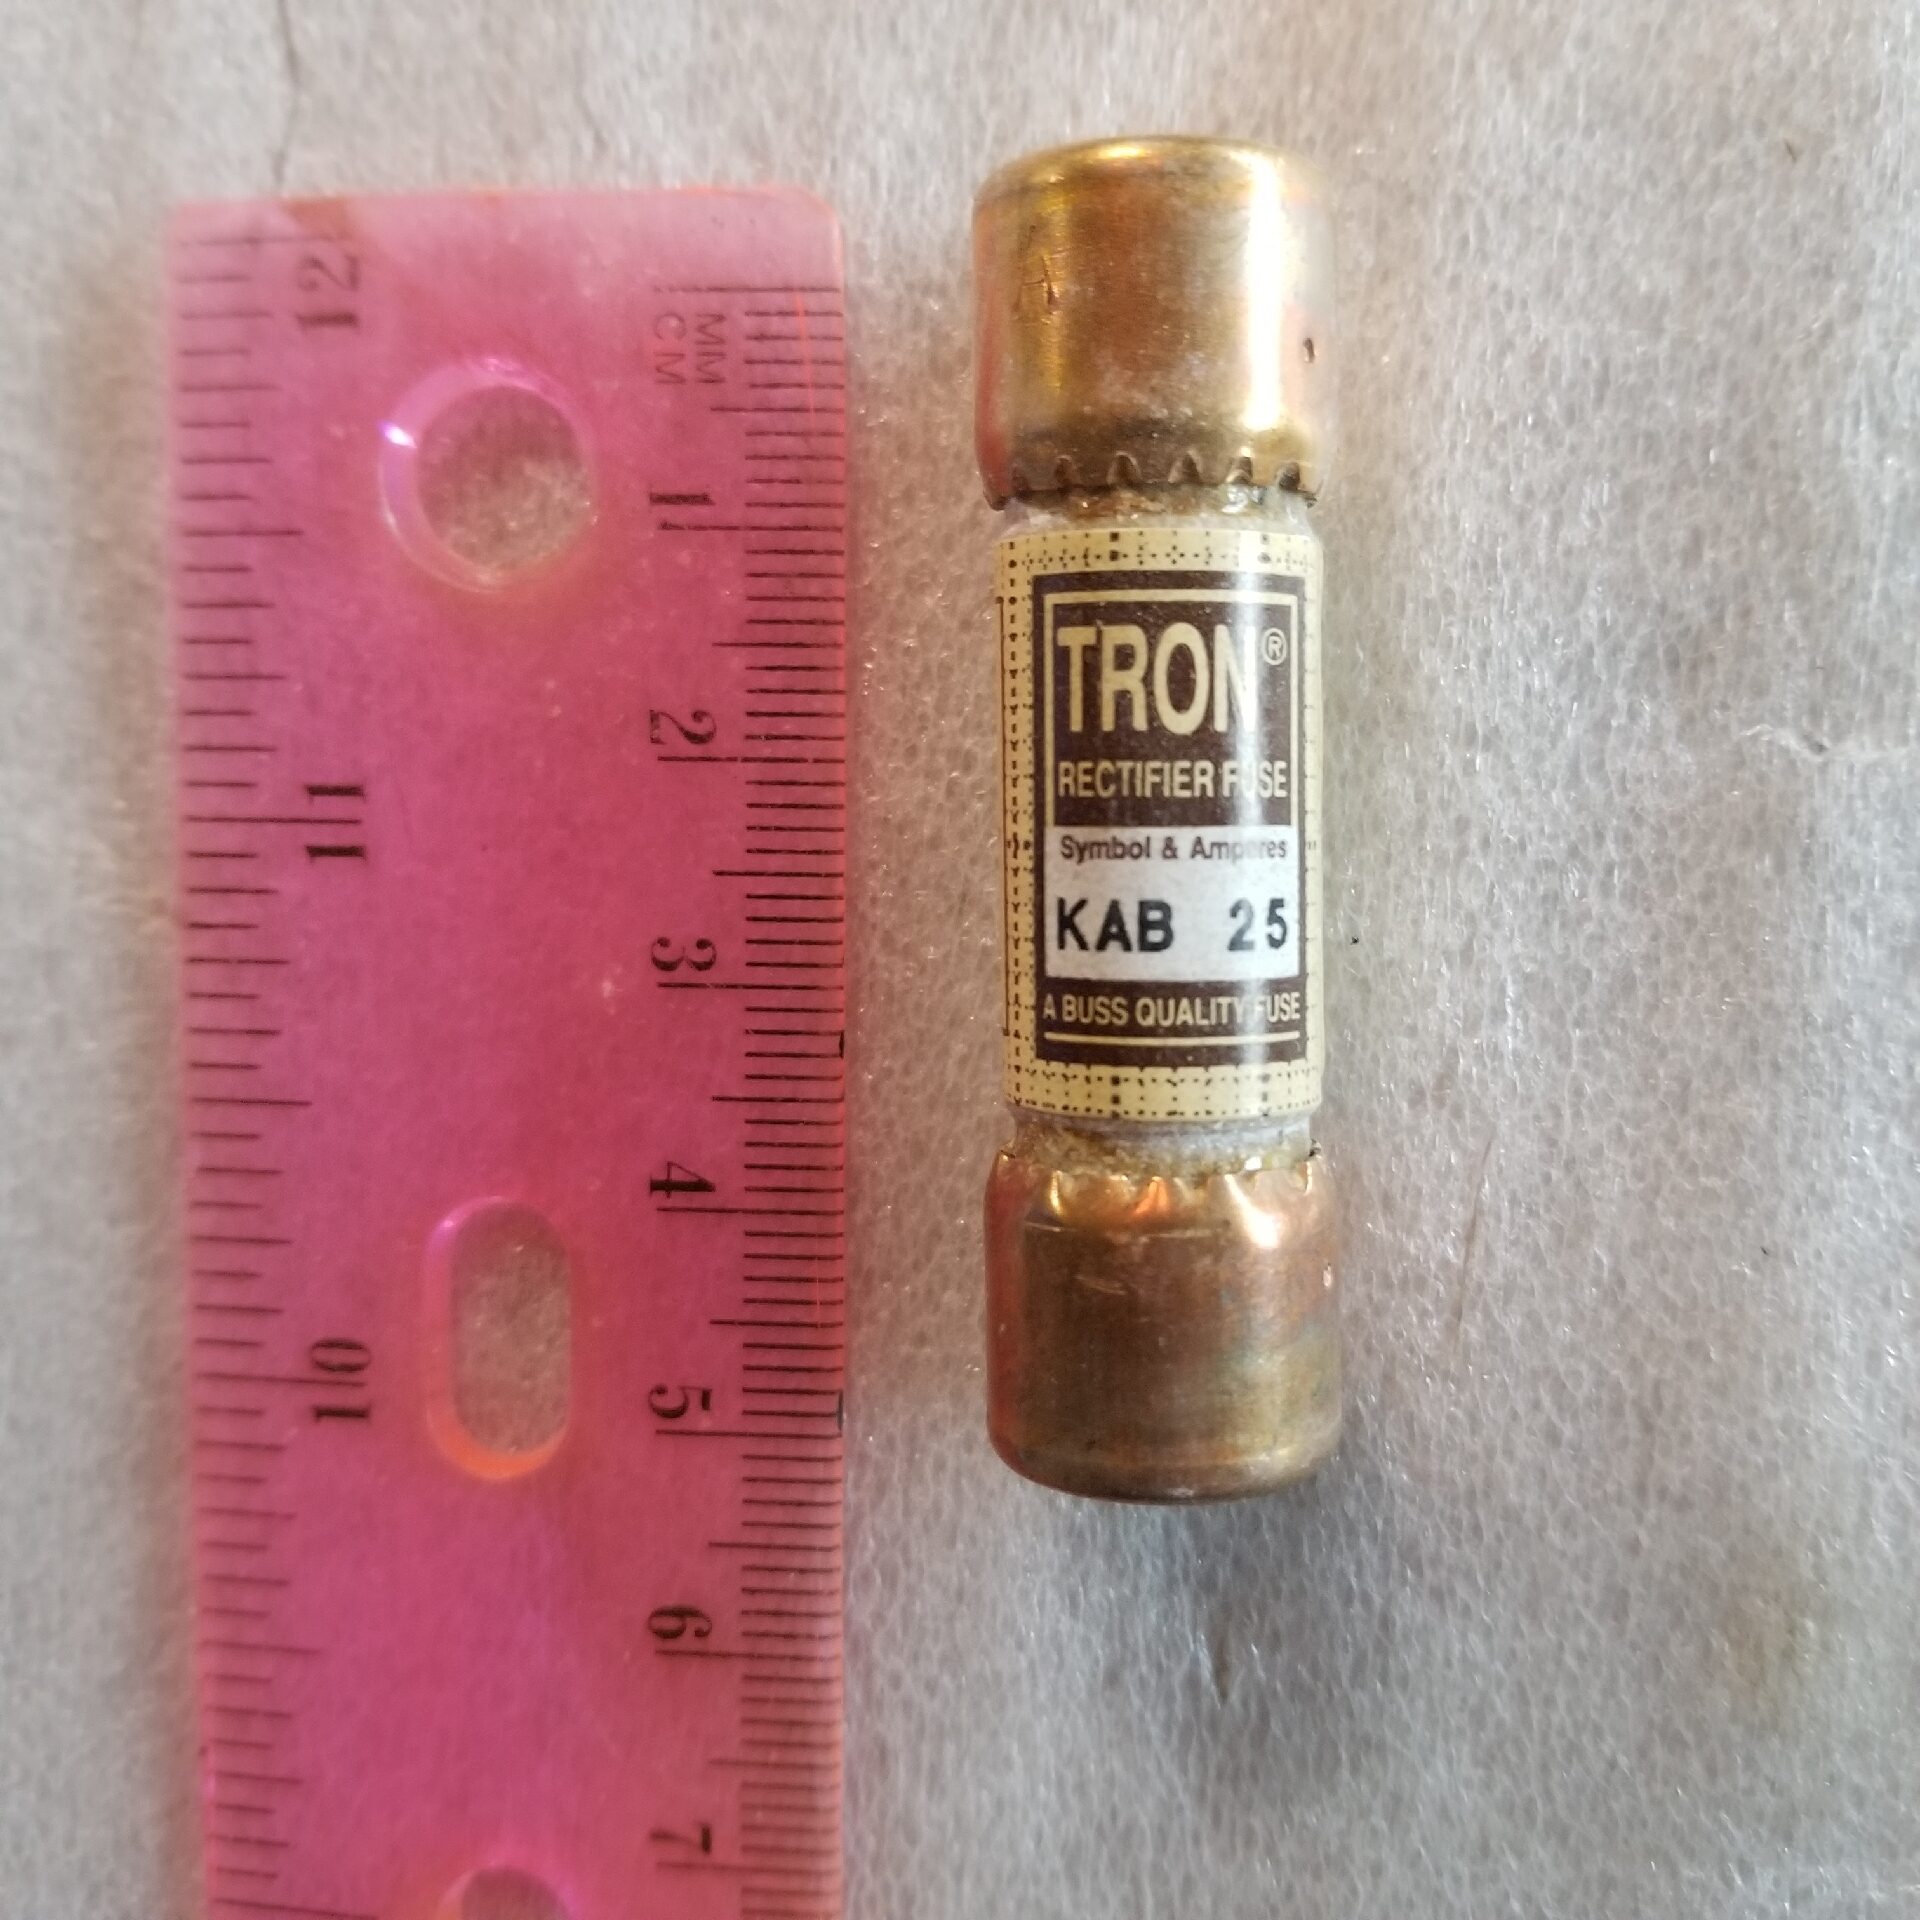 TRON®
RECTIFIER FUSE
Symbol & Amperes
KAB 25
A BUSS QUALITY FUSE
12
11
10
MM
CM
1
2
3
4
5
6
7